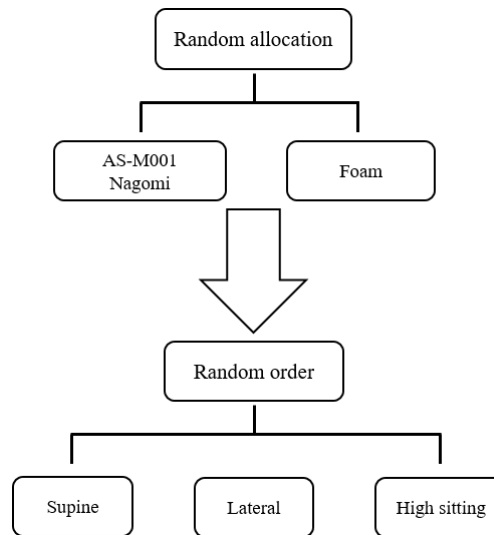 Random allocation
AS-M001
Nagomi
Foam
Random order
Supine
Lateral
High sitting